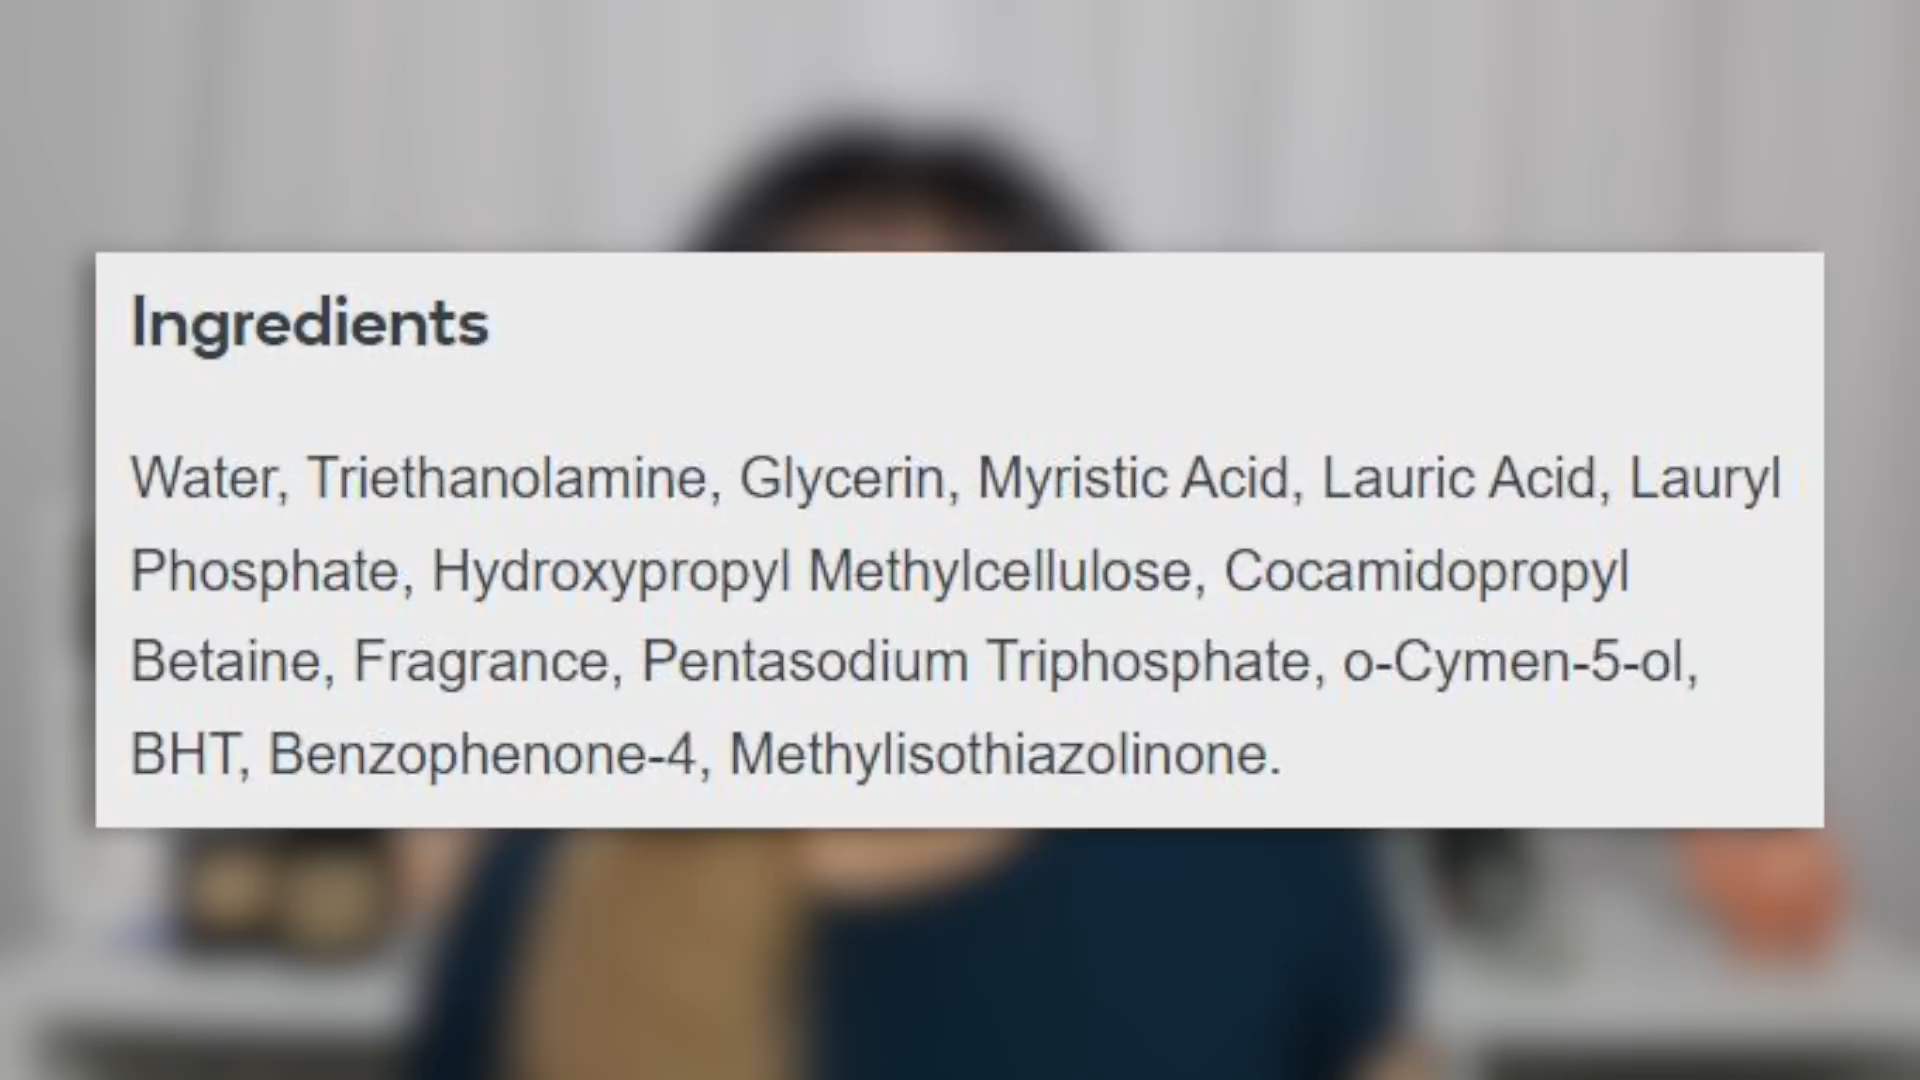 Ingredients
Water, Triethanolamine, Glycerin, Myristic Acid, Lauric Acid, Lauryl
Phosphate, Hydroxypropyl Methylcellulose, Cocamidopropyl
Betaine, Fragrance, Pentasodium Triphosphate, o-Cymen-5-ol,
BHT, Benzophenone-4, Methylisothiazolinone.